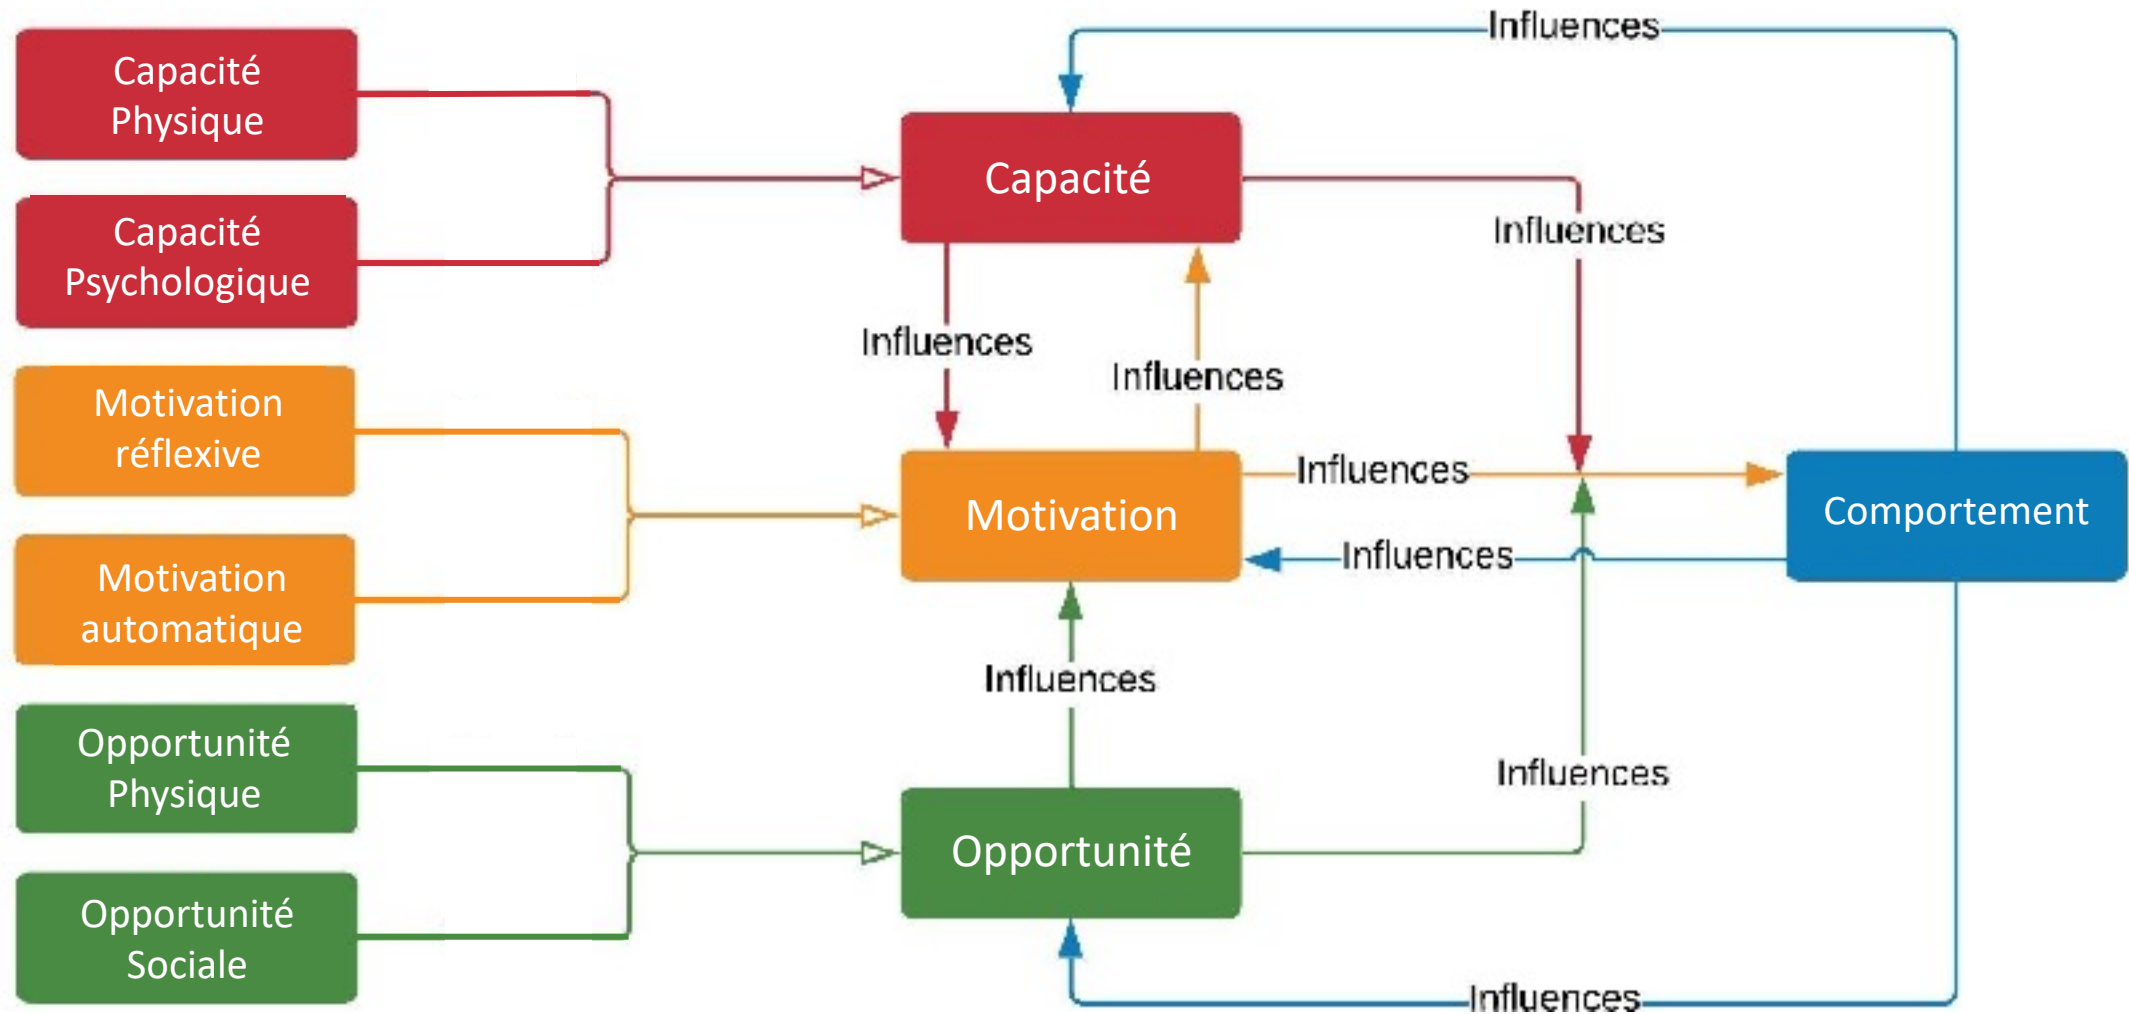 Capacité
Physique
Capacité
Psychologique
Motivation
réflexive
Motivation
automatique
Opportunité
Physique
Opportunité
Sociale
Influences
Capacité
Influences
Influences
Influences
Influences
Motivation
Influences
Comportement
Influences
Influences
Opportunité
Influences